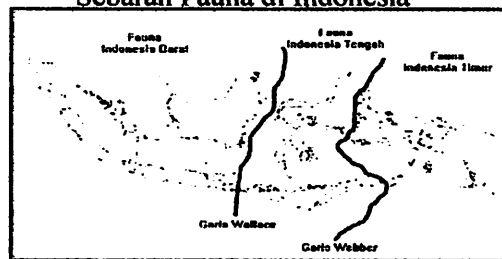 Sebaran Fauna di Indonesia
Fauna
Indonesia Barat
Fauna
Indonesia Tengah
Fauna
Indonesia Timur
Garis Wallace
Garis Webber